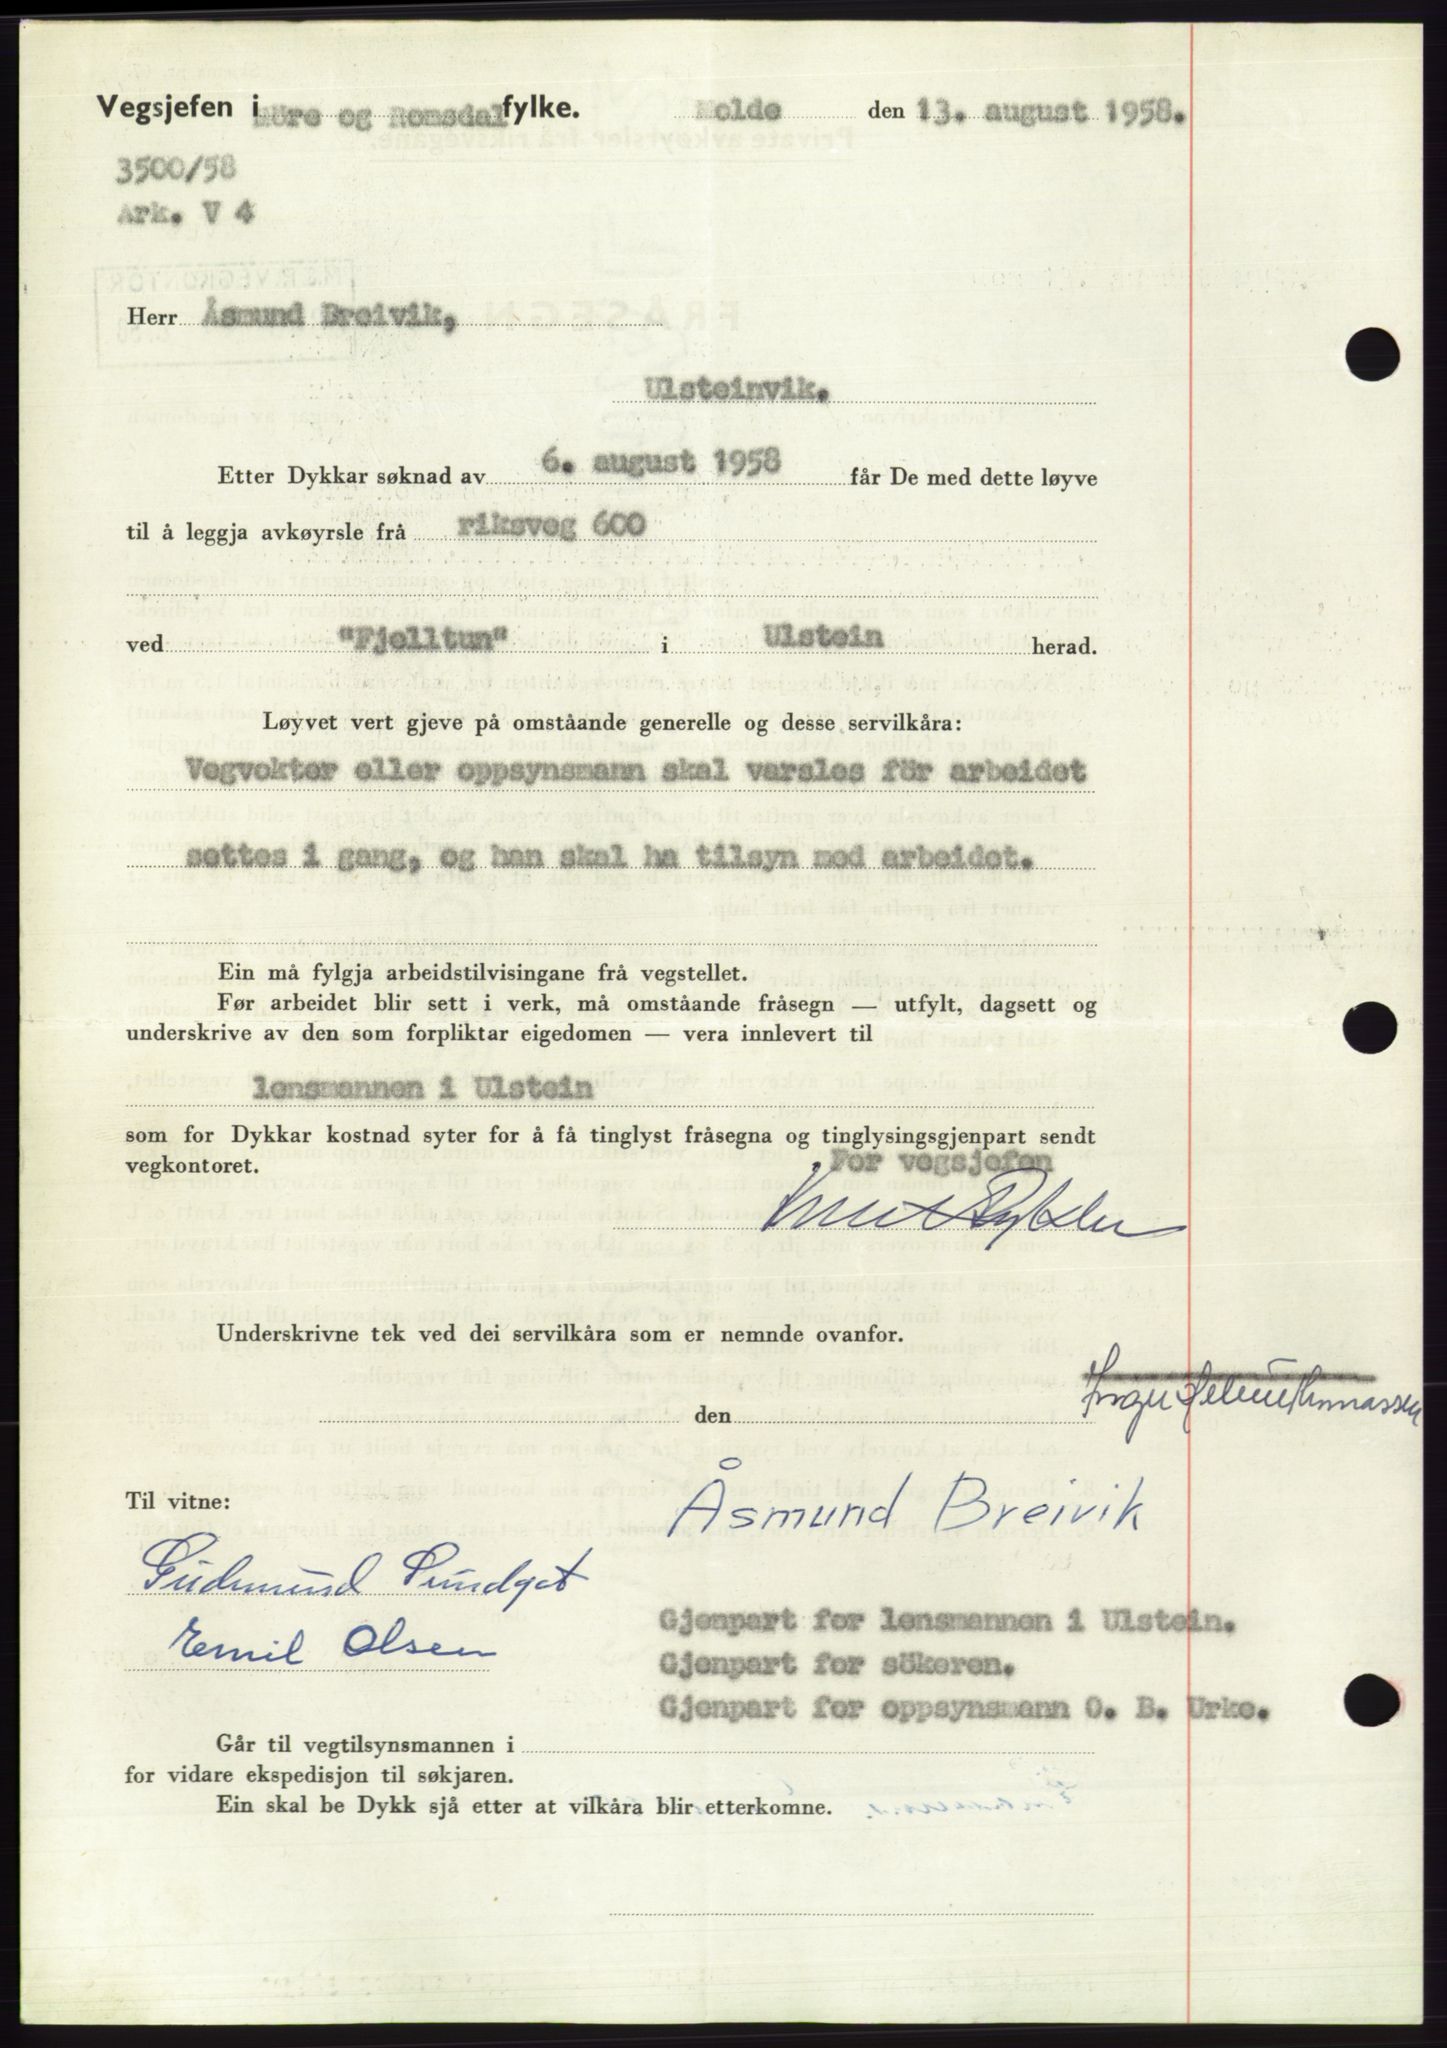 Vegsjefen i Möre og Romsdal fylke. Molde den 13. august 1958.
3500/58
Ark. V 4
Herr Åsmund Breivik,
Ulsteinvik.
Etter Dykkar søknad av 6. august 1958 får De med dette løyve
til å leggja avkøyrsle frå riksveg 600
ved "Fjelltun" i Ulstein herad.
Løyvet vert gjeve på omståande generelle og desse servilkåra:
Vegvokter eller oppsynsmann skal varsles för arbeidet
settes i gang, og han skal ha tilsyn med arbeidet.
Ein må fylgja arbeidstilvisingane frå vegstellet.
Før arbeidet blir sett i verk, må omståande fråsegn — utfylt, dagsett og
underskrive av den som forpliktar eigedomen — vera innlevert til
lensmannen i Ulstein
som for Dykkar kostnad syter for å få tinglyst fråsegna og tinglysingsgjenpart sendt
vegkontoret. For vegsjefen
Underskrivne tek ved dei servilkåra som er nemnde ovanfor.
den
Til vitne: Åsmund Breivik
Gudmund Sundgot
Emil Olsen
Gjenpart for lensmannen i Ulstein.
Gjenpart for sökeren.
Gjenpart for oppsynsmann O. B. Urke.
Går til vegtilsynsmannen i
for vidare ekspedisjon til søkjaren.
Ein skal be Dykk sjå etter at vilkåra blir etterkomne.